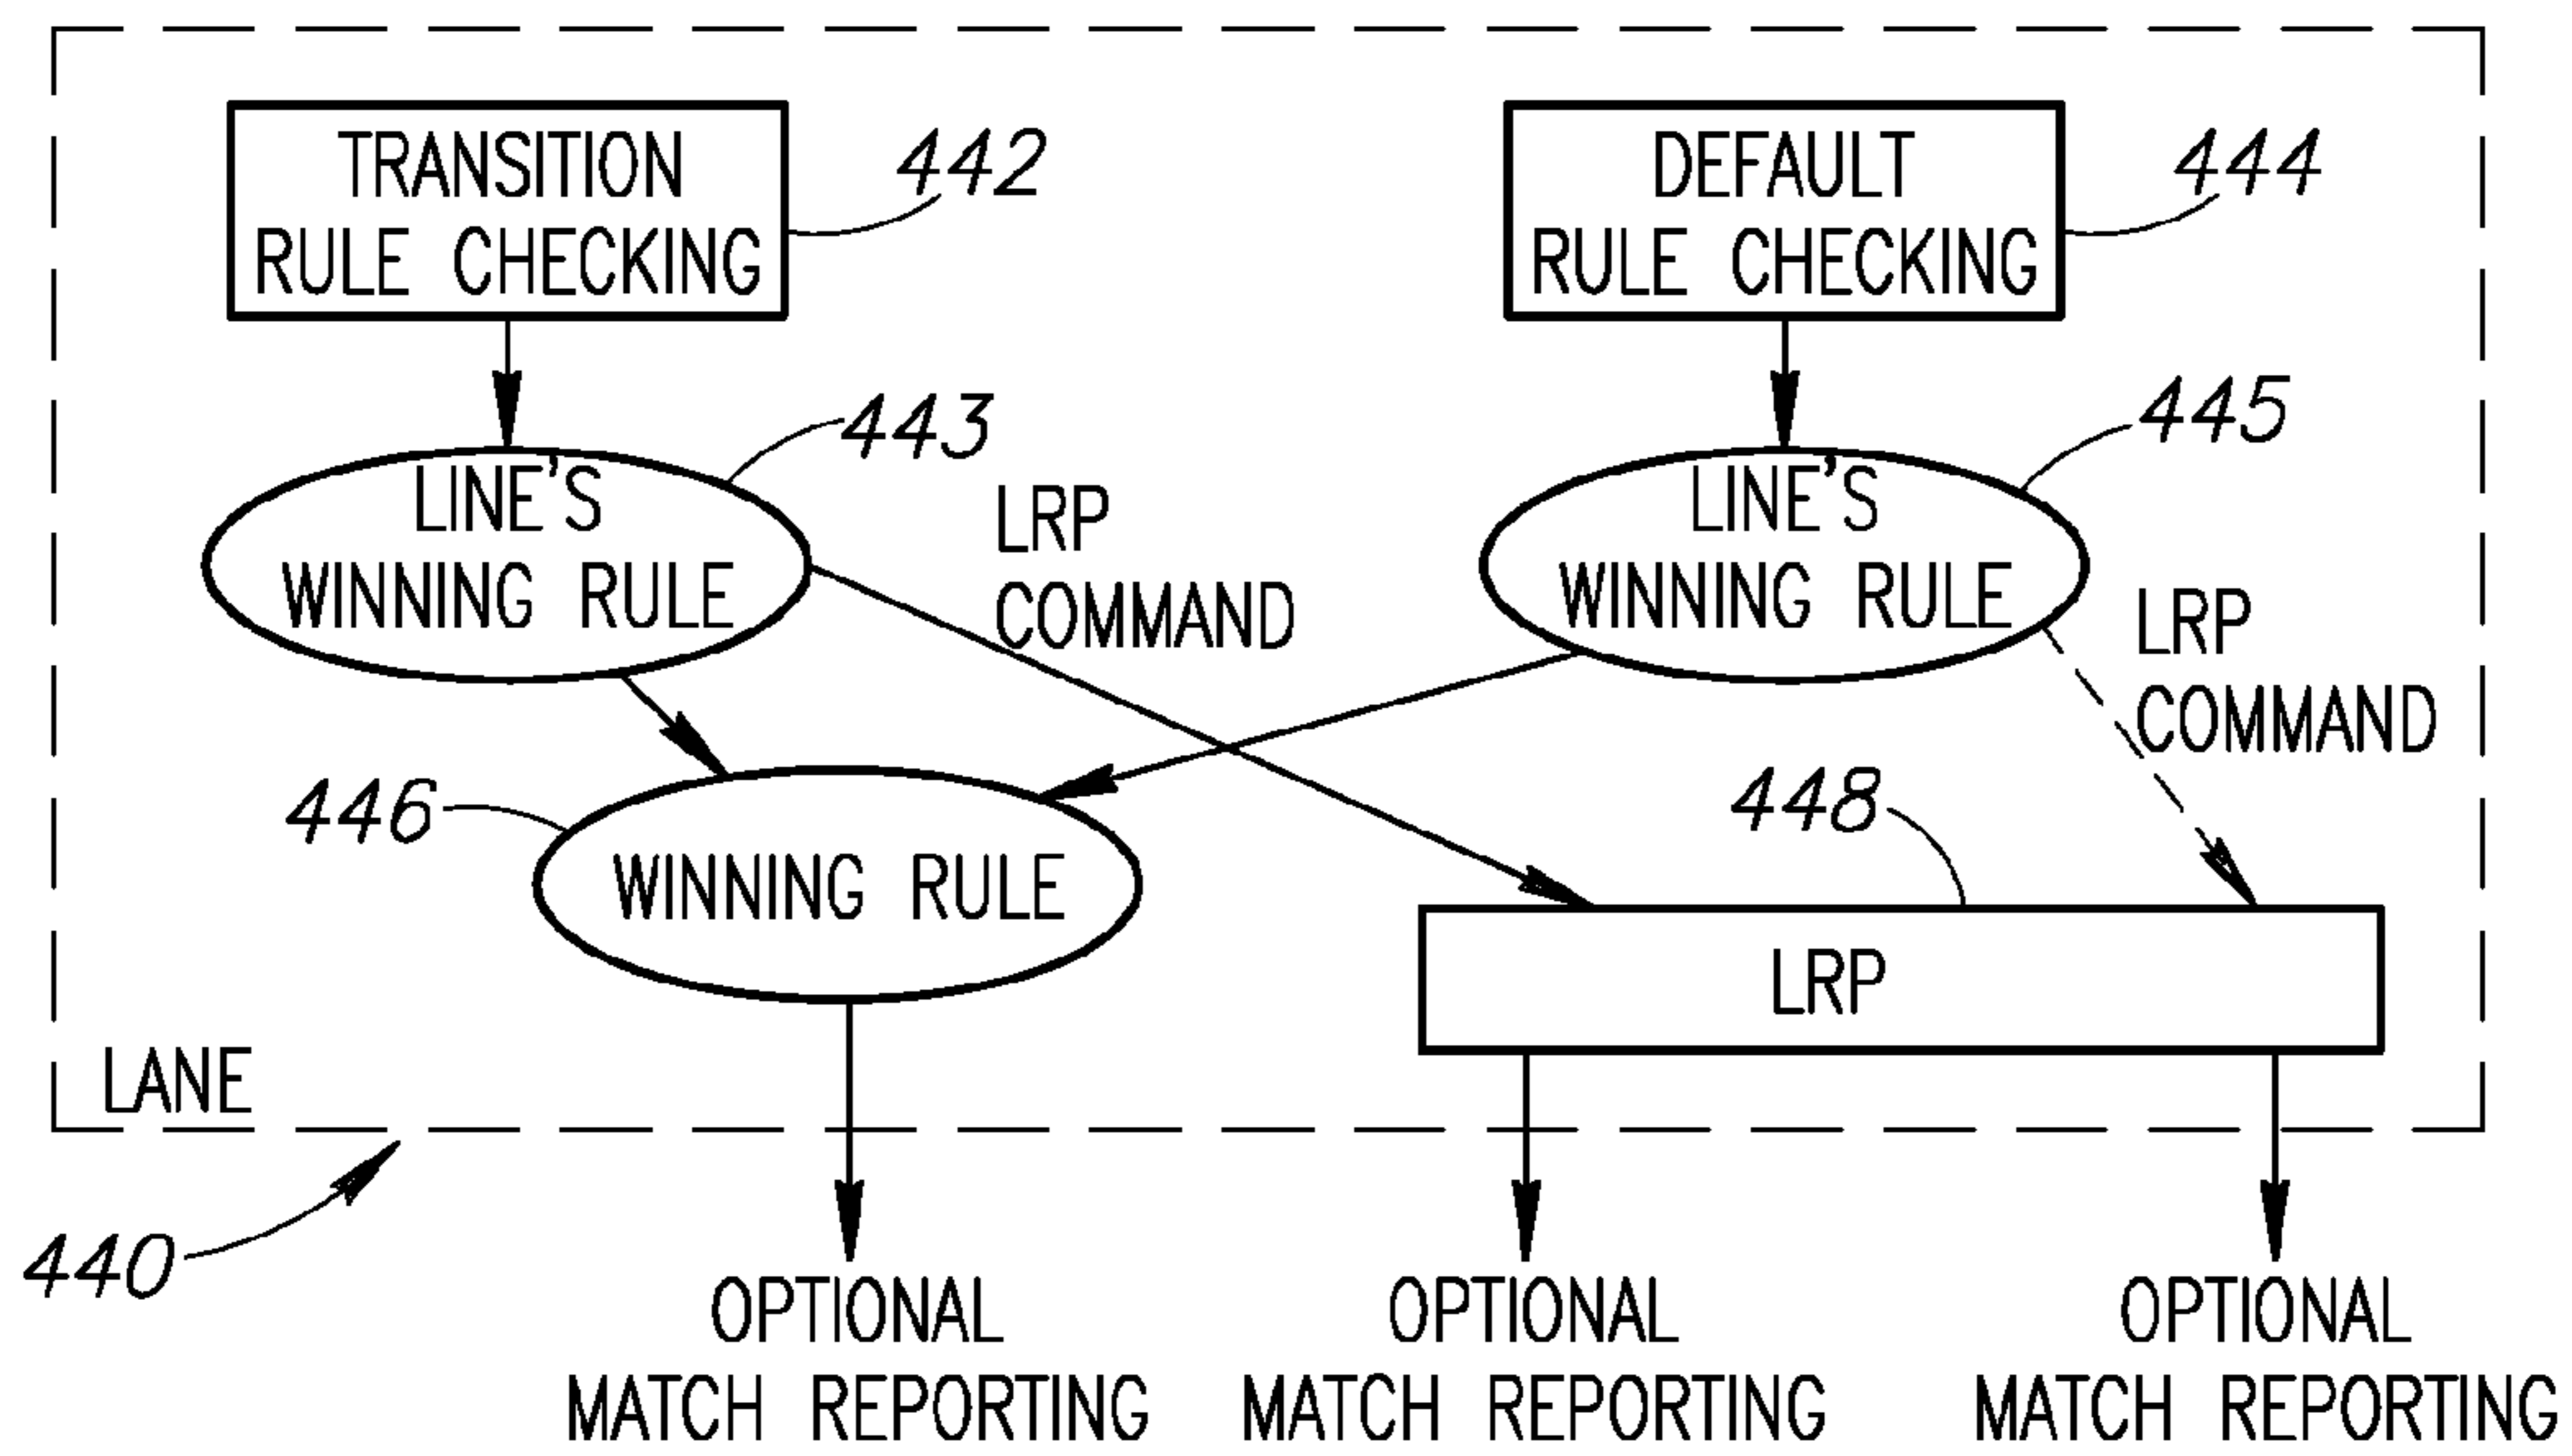 TRANSITION
RULE CHECKING
442
DEFAULT
RULE CHECKING
444
443
445
LINE'S
WINNING RULE
LRP
COMMAND
LINE'S
WINNING RULE
LRP
COMMAND
446
WINNING RULE
448
LRP
LANE
440
OPTIONAL
MATCH REPORTING
OPTIONAL
MATCH REPORTING
OPTIONAL
MATCH REPORTING